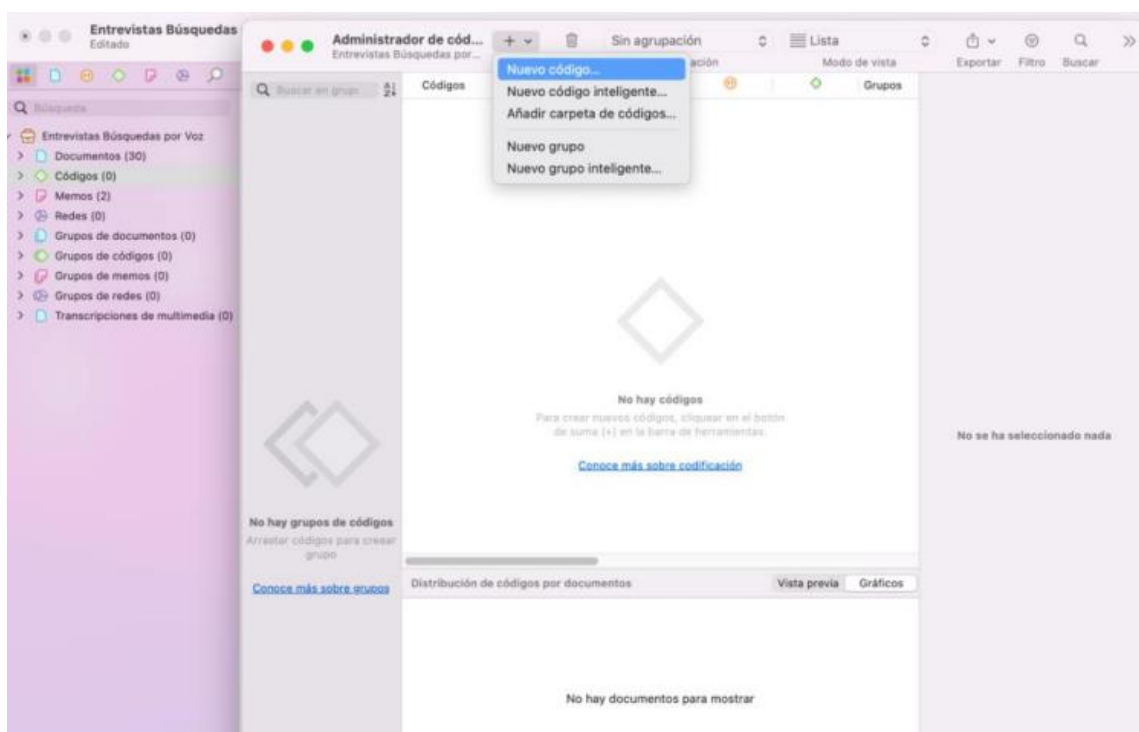 Entrevistas Búsquedas
Editado
Búsqueda
Entrevistas Búsquedas por Voz
Documentos (30)
Códigos (0)
Memos (2)
Redes (0)
Grupos de documentos (0)
Grupos de códigos (0)
Grupos de memos (0)
Grupos de redes (0)
Transcripciones de multimedia (0)
Administrador de cód...
Entrevistas Búsquedas por...
Sin agrupación
ación
Lista
Modo de vista
Exportar
Filtro
Buscar
Buscar en grupo
Códigos
Grupos
Nuevo código...
Nuevo código inteligente...
Añadir carpeta de códigos...
Nuevo grupo
Nuevo grupo inteligente...
No hay códigos
Para crear nuevos códigos, cliquear en el botón
de suma (+) en la barra de herramientas.
Conoce más sobre codificación
No se ha seleccionado nada
No hay grupos de códigos
Arrastar códigos para creear
grupo
Conoce más sobre grupos
Distribución de códigos por documentos
Vista previa
Gráficos
No hay documentos para mostrar